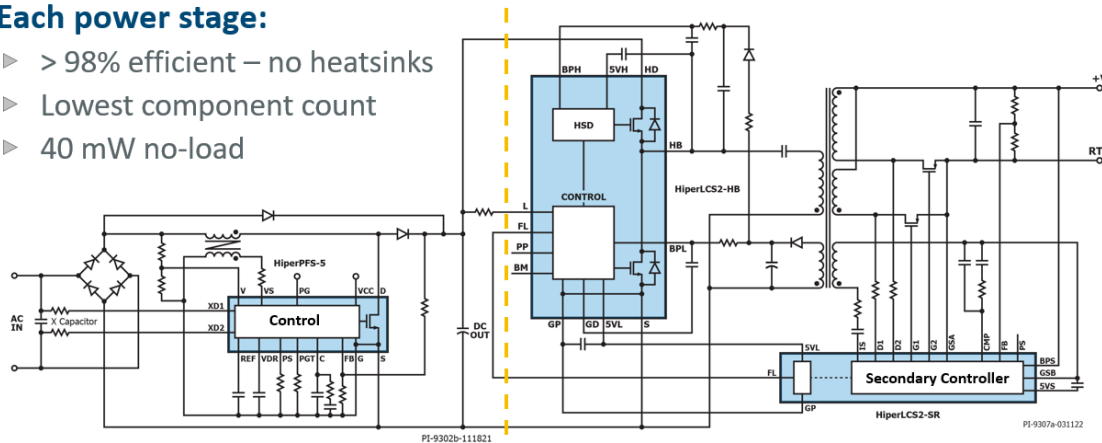 Each power stage:
> 98% efficient – no heatsinks
Lowest component count
40 mW no-load
BPH
5VH
HD
HSD
HB
HiperLCS2-HB
CONTROL
L
FL
PP
BM
BPL
GP
GD
5VL
S
+V
RT
HiperPFS-5
AC
IN
X Capacitor
XD1
XD2
V
VS
PG
VCC
D
Control
REF
VDR
PS
PGT
C
FB
G
S
DC
OUT
PI-9302b-111821
5VL
FL
GP
IS
D1
D2
G1
G2
GSA
CMP
FB
PS
BPS
GSB
5VS
Secondary Controller
HiperLCS2-SR
PI-9307a-031122